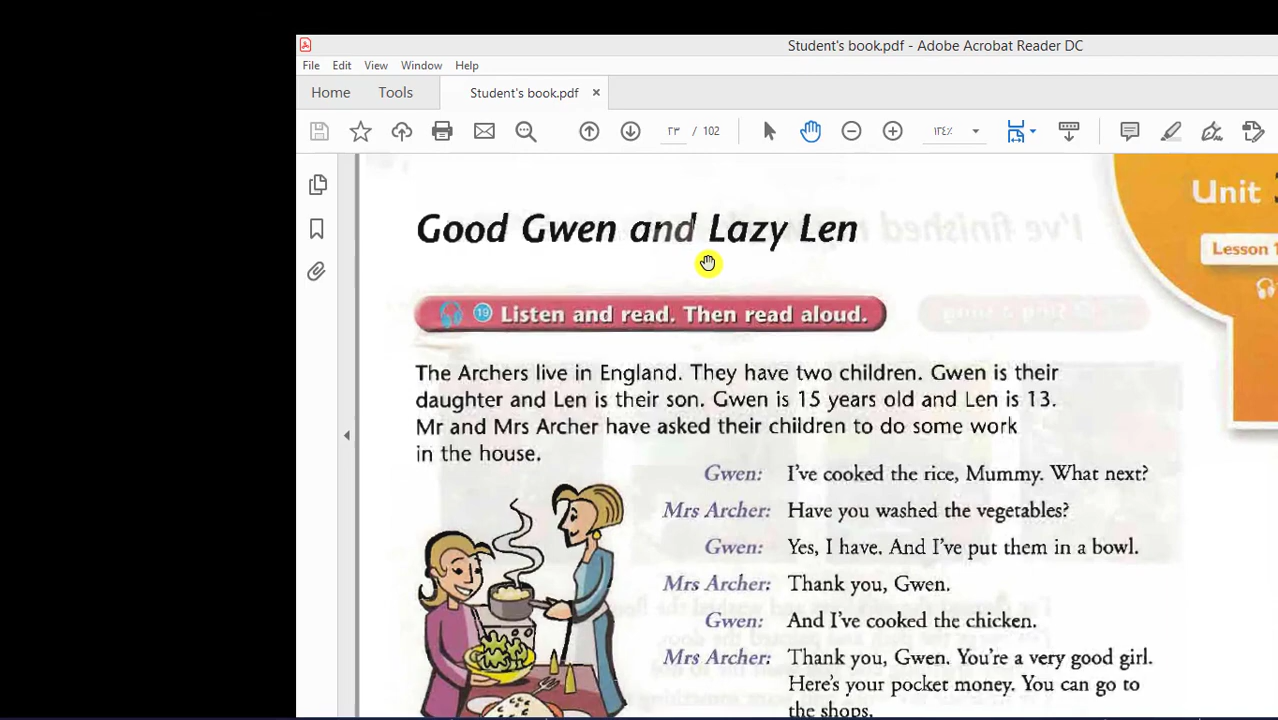 Student's book.pdf - Adobe Acrobat Reader DC
File Edit View Window Help
Home Tools Student's book.pdf ×
٢٣ / 102 ١٣٤٪
Unit
Good Gwen and Lazy Len
Lesson 1
19 Listen and read. Then read aloud.
The Archers live in England. They have two children. Gwen is their
daughter and Len is their son. Gwen is 15 years old and Len is 13.
Mr and Mrs Archer have asked their children to do some work
in the house.
Gwen: I've cooked the rice, Mummy. What next?
Mrs Archer: Have you washed the vegetables?
Gwen: Yes, I have. And I've put them in a bowl.
Mrs Archer: Thank you, Gwen.
Gwen: And I've cooked the chicken.
Mrs Archer: Thank you, Gwen. You're a very good girl.
Here's your pocket money. You can go to
the shops.